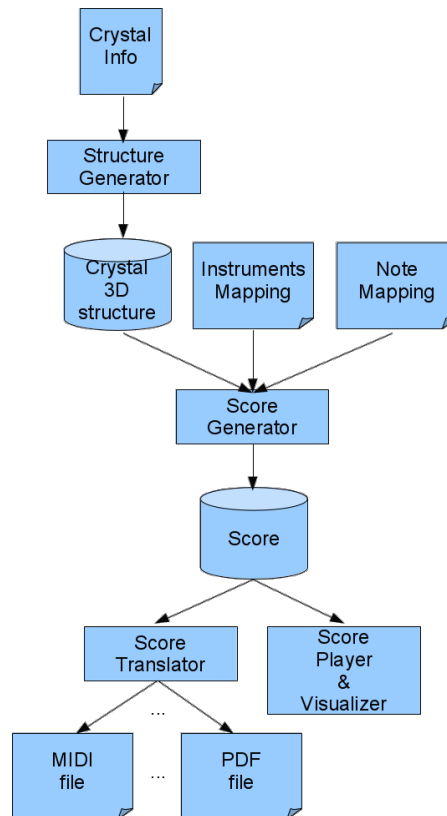 Crystal
Info
Structure
Generator
Crystal
3D
structure
Instruments
Mapping
Note
Mapping
Score
Generator
Score
Score
Translator
Score
Player
&
Visualizer
...
MIDI
file
...
PDF
file